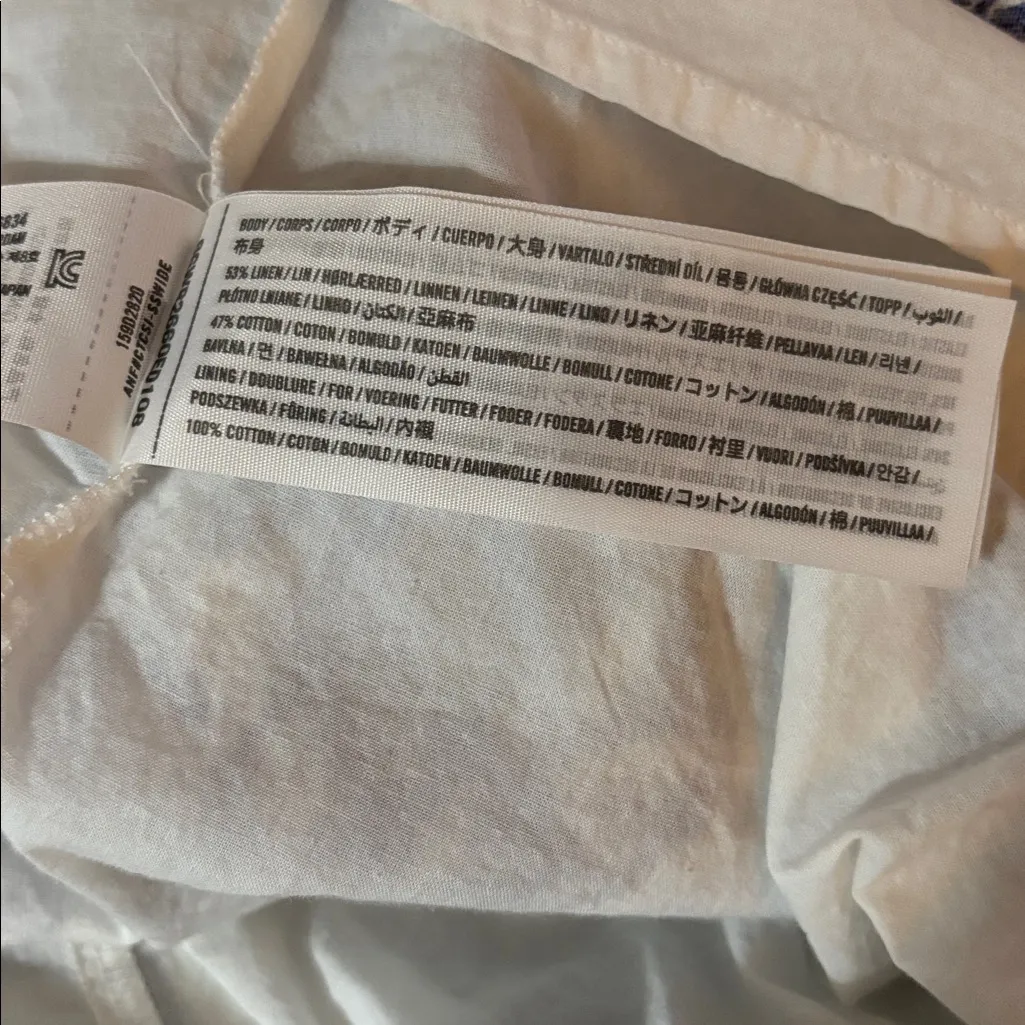 BODY / CORPS / CORPO / ボディ / CUERPO / 大身 / VARTALO / STŘEDNÍ DÍL / 몸통 / GŁÓWNA CZĘŚĆ / TOPP / الثوب /
布身
53% LINEN / LIN / HØRLÆRRED / LINNEN / LEINEN / LINNE / LINO / リネン / 亚麻纤维 / PELLAVAA / LEN / 리넨 /
PŁÓTNO LNIANE / LINHO / الكتان / 亞麻布
47% COTTON / COTON / BOMULD / KATOEN / BAUMWOLLE / BOMULL / COTONE / コットン / ALGODÓN / 棉 / PUUVILLAA /
BAVLNA / 면 / BAWEŁNA / ALGODÃO / القطن
LINING / DOUBLURE / FOR / VOERING / FUTTER / FODER / FODERA / 裏地 / FORRO / 衬里 / VUORI / PODŠÍVKA / 안감 /
PODSZEWKA / FÔRING / البطانة / 內襯
100% COTTON / COTON / BOMULD / KATOEN / BAUMWOLLE / BOMULL / COTONE / コットン / ALGODÓN / 棉 / PUUVILLAA /
159D2820